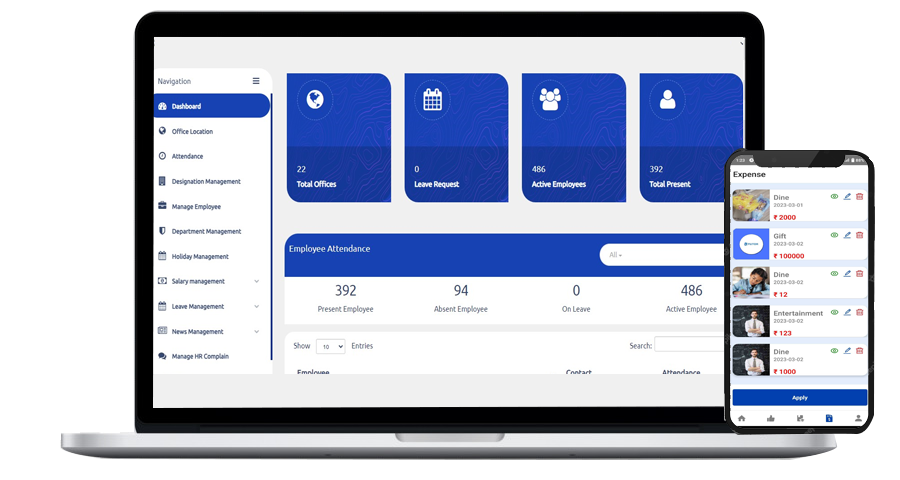 Navigation
Dashboard
Office Location
Attendance
Designation Management
Manage Employee
Department Management
Holiday Management
Salary management
Leave Management
News Management
Manage HR Complain
22
Total Offices
0
Leave Request
486
Active Employees
392
Total Present
Employee Attendance
All
392
Present Employee
94
Absent Employee
0
On Leave
486
Active Employee
Show 10 Entries
Search:
Employee Contact Attendance
1:23
Expense
Dine
2023-03-01
₹ 2000
Gift
2023-03-02
₹ 100000
Dine
2023-03-02
₹ 12
Entertainment
2023-03-02
₹ 123
Dine
2023-03-02
₹ 1000
Apply